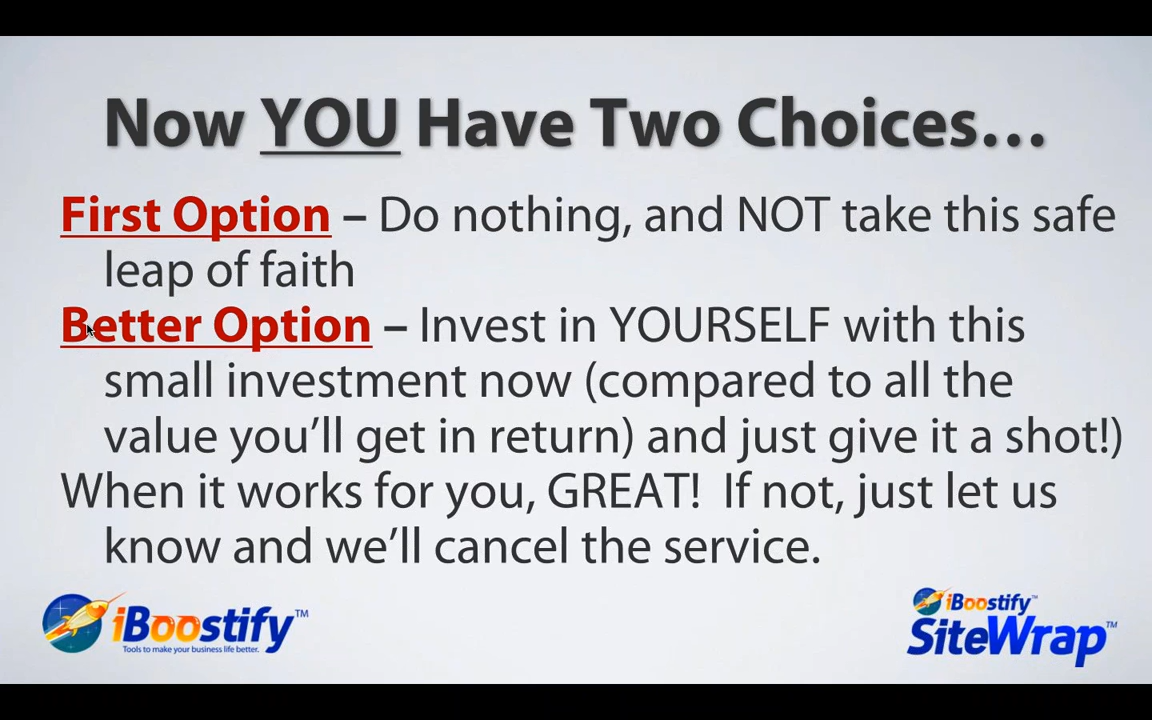 Now YOU Have Two Choices…
First Option – Do nothing, and NOT take this safe
leap of faith
Better Option – Invest in YOURSELF with this
small investment now (compared to all the
value you’ll get in return) and just give it a shot!)
When it works for you, GREAT!  If not, just let us
know and we’ll cancel the service.
iBoostify™
Tools to make your business life better.
iBoostify™
SiteWrap™